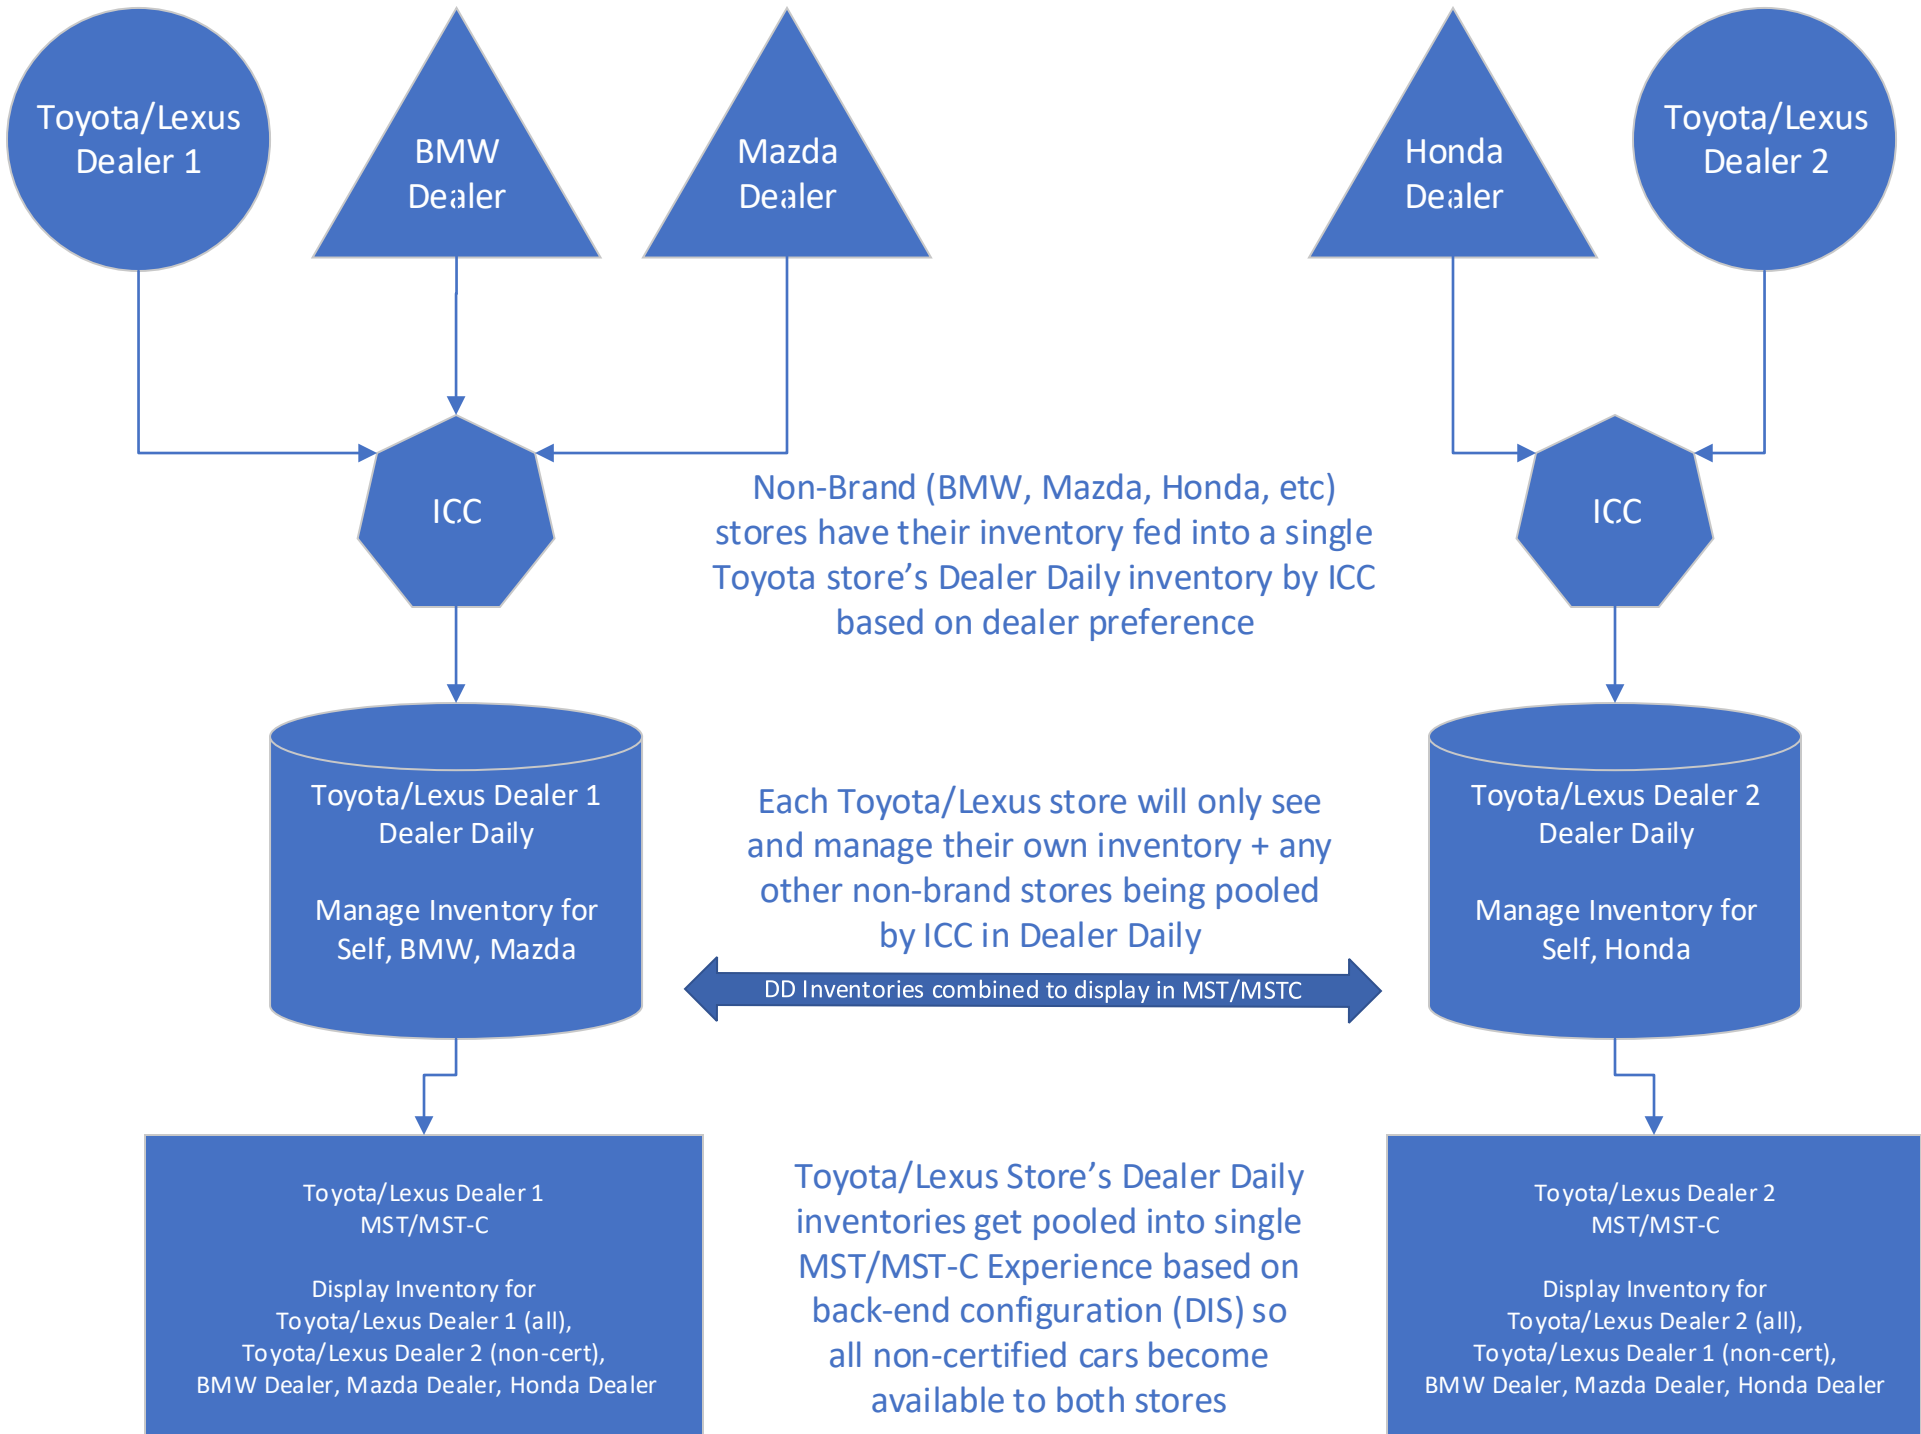 Toyota/Lexus
Dealer 1
BMW
Dealer
Mazda
Dealer
Honda
Dealer
Toyota/Lexus
Dealer 2
ICC
ICC
Non-Brand (BMW, Mazda, Honda, etc)
stores have their inventory fed into a single
Toyota store’s Dealer Daily inventory by ICC
based on dealer preference
Toyota/Lexus Dealer 1
Dealer Daily
Manage Inventory for
Self, BMW, Mazda
Each Toyota/Lexus store will only see
and manage their own inventory + any
other non-brand stores being pooled
by ICC in Dealer Daily
Toyota/Lexus Dealer 2
Dealer Daily
Manage Inventory for
Self, Honda
DD Inventories combined to display in MST/MSTC
Toyota/Lexus Dealer 1
MST/MST-C
Display Inventory for
Toyota/Lexus Dealer 1 (all),
Toyota/Lexus Dealer 2 (non-cert),
BMW Dealer, Mazda Dealer, Honda Dealer
Toyota/Lexus Store’s Dealer Daily
inventories get pooled into single
MST/MST-C Experience based on
back-end configuration (DIS) so
all non-certified cars become
available to both stores
Toyota/Lexus Dealer 2
MST/MST-C
Display Inventory for
Toyota/Lexus Dealer 2 (all),
Toyota/Lexus Dealer 1 (non-cert),
BMW Dealer, Mazda Dealer, Honda Dealer